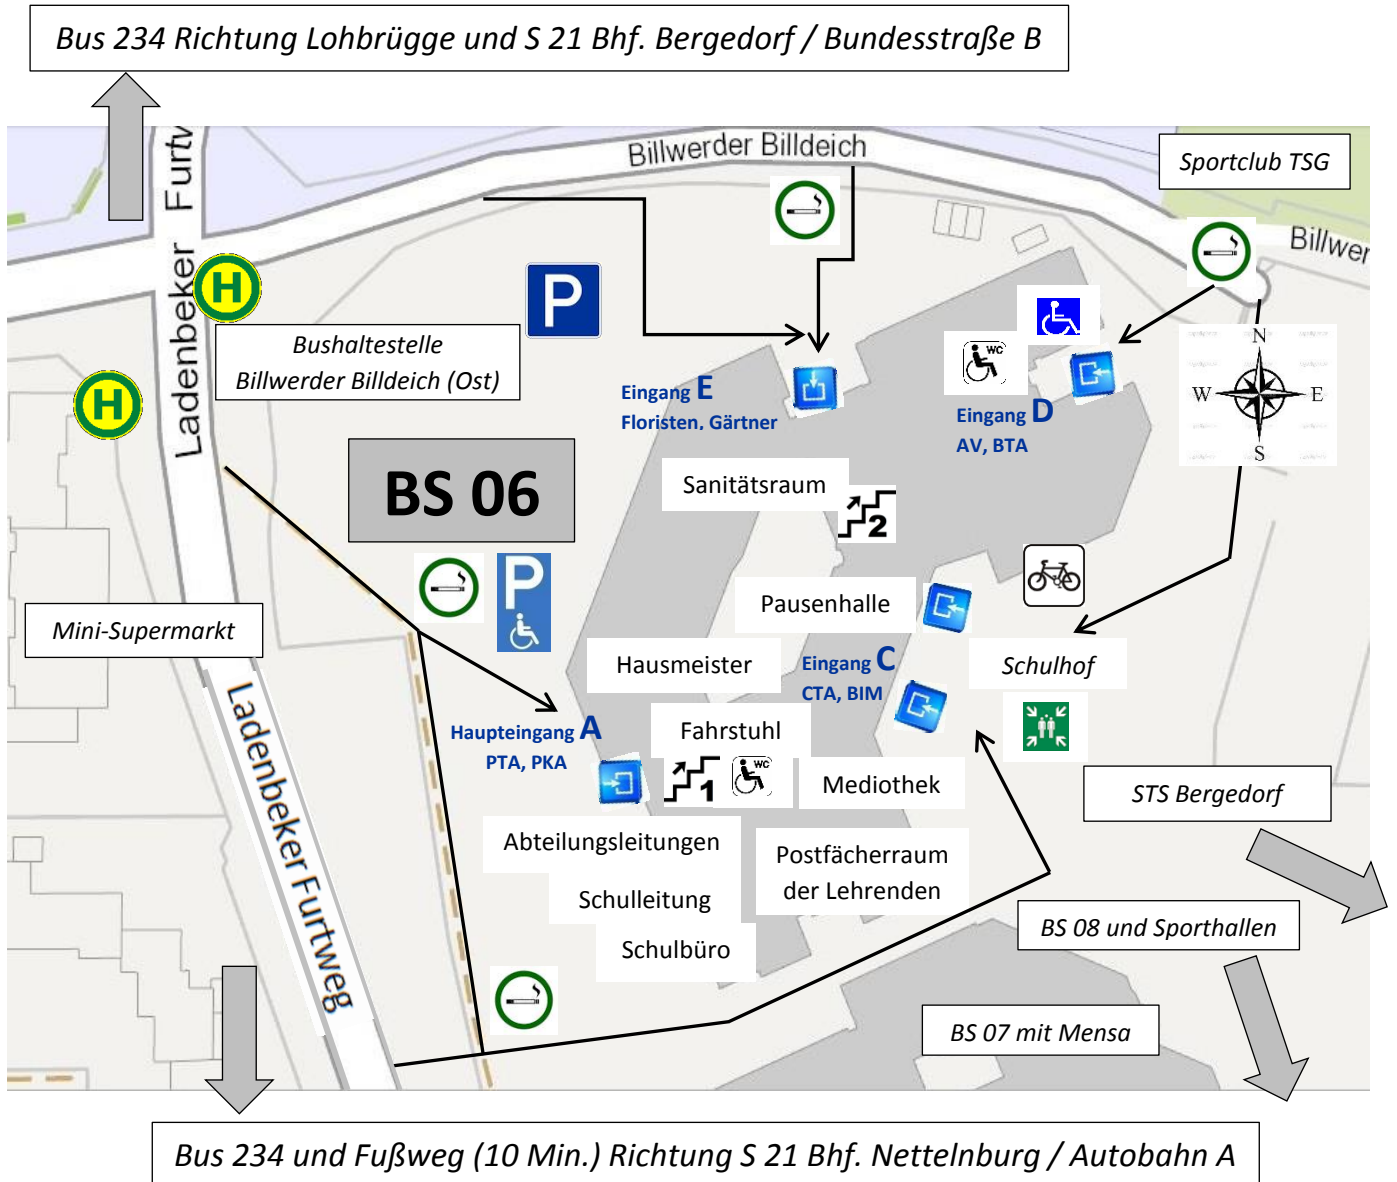 Bus 234 Richtung Lohbrügge und S 21 Bhf. Bergedorf / Bundesstraße B
Ladenbeker Furtw
Billwerder Billdeich
Sportclub TSG
Billwer
H
Bushaltestelle
Billwerder Billdeich (Ost)
P
H
WC
N
W
E
S
Eingang E
Floristen, Gärtner
Eingang D
AV, BTA
BS 06
Sanitätsraum
2
P
Mini-Supermarkt
Pausenhalle
Hausmeister
Eingang C
CTA, BIM
Schulhof
Haupteingang A
PTA, PKA
Fahrstuhl
1
WC
Mediothek
STS Bergedorf
Ladenbeker Furtweg
Abteilungsleitungen
Postfächerraum
der Lehrenden
Schulleitung
Schulbüro
BS 08 und Sporthallen
BS 07 mit Mensa
Bus 234 und Fußweg (10 Min.) Richtung S 21 Bhf. Nettelnburg / Autobahn A